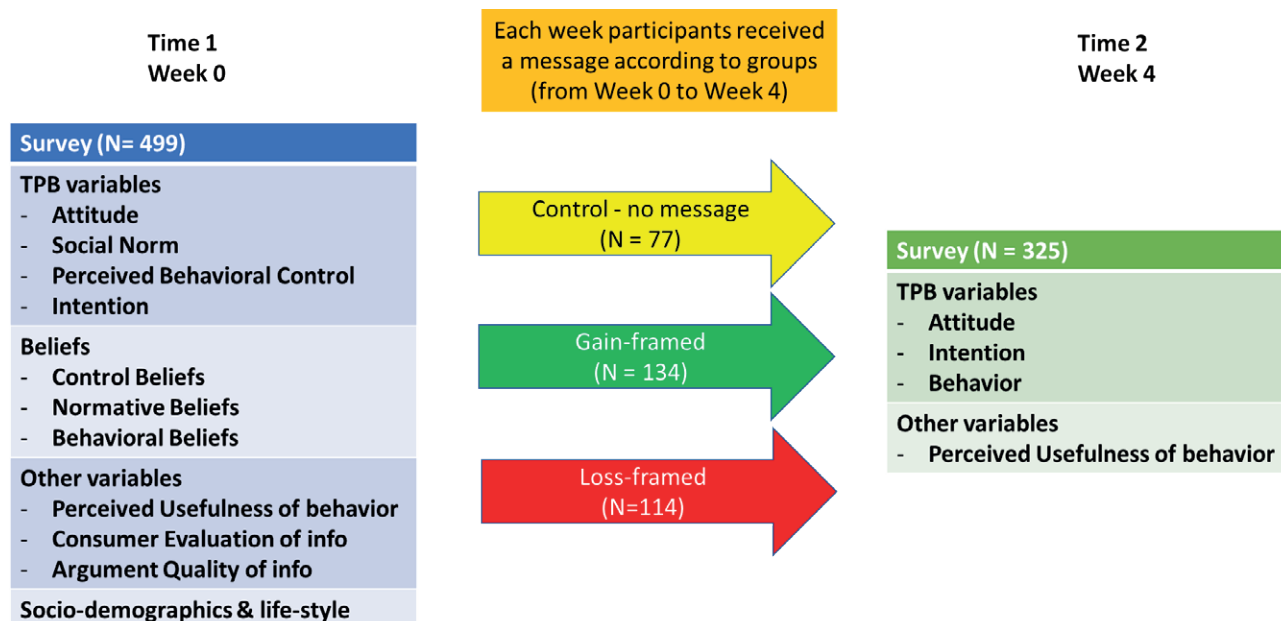 Time 1
Week 0
Each week participants received
a message according to groups
(from Week 0 to Week 4)
Time 2
Week 4
Survey (N= 499)
TPB variables
- Attitude
- Social Norm
- Perceived Behavioral Control
- Intention
Beliefs
- Control Beliefs
- Normative Beliefs
- Behavioral Beliefs
Other variables
- Perceived Usefulness of behavior
- Consumer Evaluation of info
- Argument Quality of info
Socio-demographics & life-style
Control - no message
(N = 77)
Gain-framed
(N = 134)
Loss-framed
(N=114)
Survey (N = 325)
TPB variables
- Attitude
- Intention
- Behavior
Other variables
- Perceived Usefulness of behavior